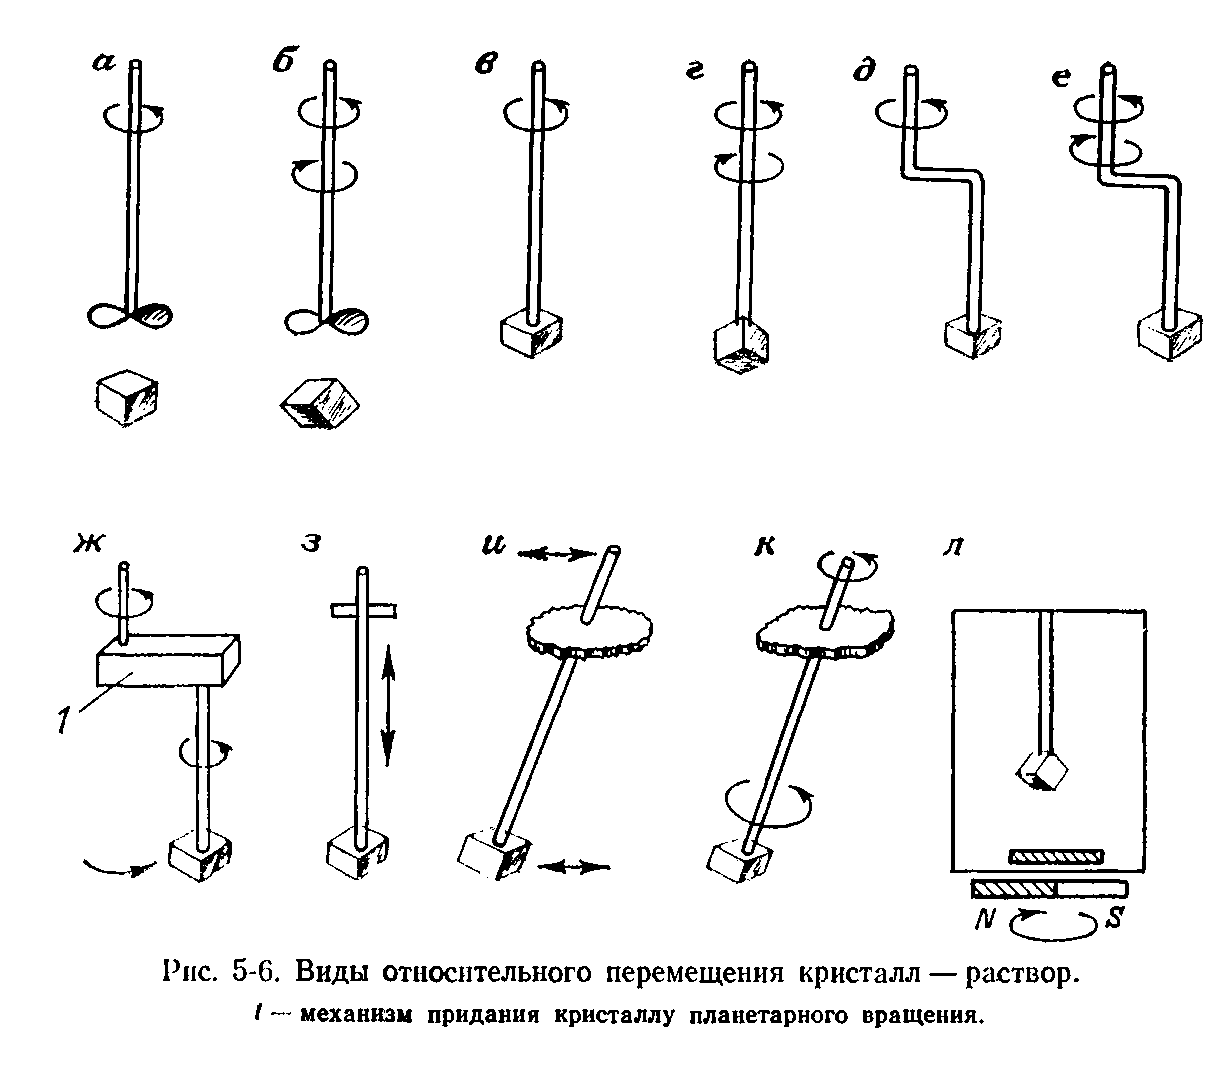 а б в г д е
ж з и к л
1
N S
Рис. 5-6. Виды относительного перемещения кристалл — раствор.
1 — механизм придания кристаллу планетарного вращения.